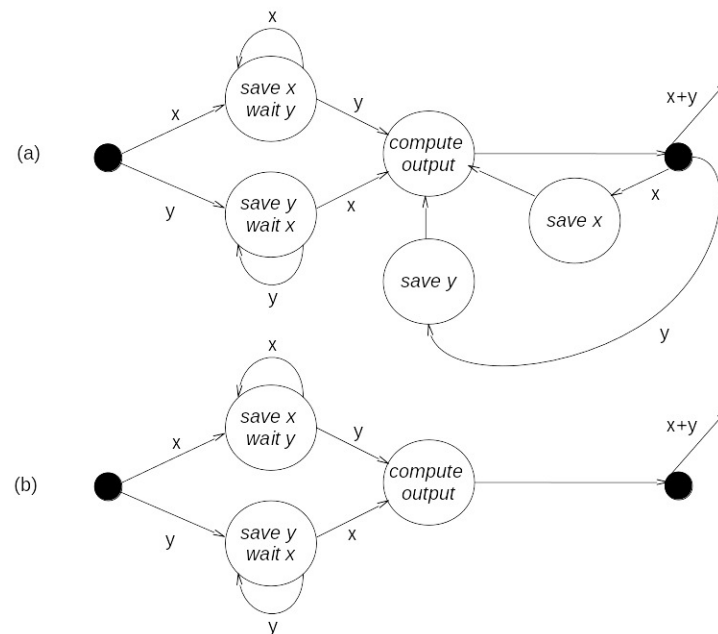 x
save x
wait y
x
y
(a)
compute
output
x+y
y
save y
wait x
x
y
x
save x
save y
y
x
save x
wait y
x
y
(b)
compute
output
x+y
y
save y
wait x
x
y